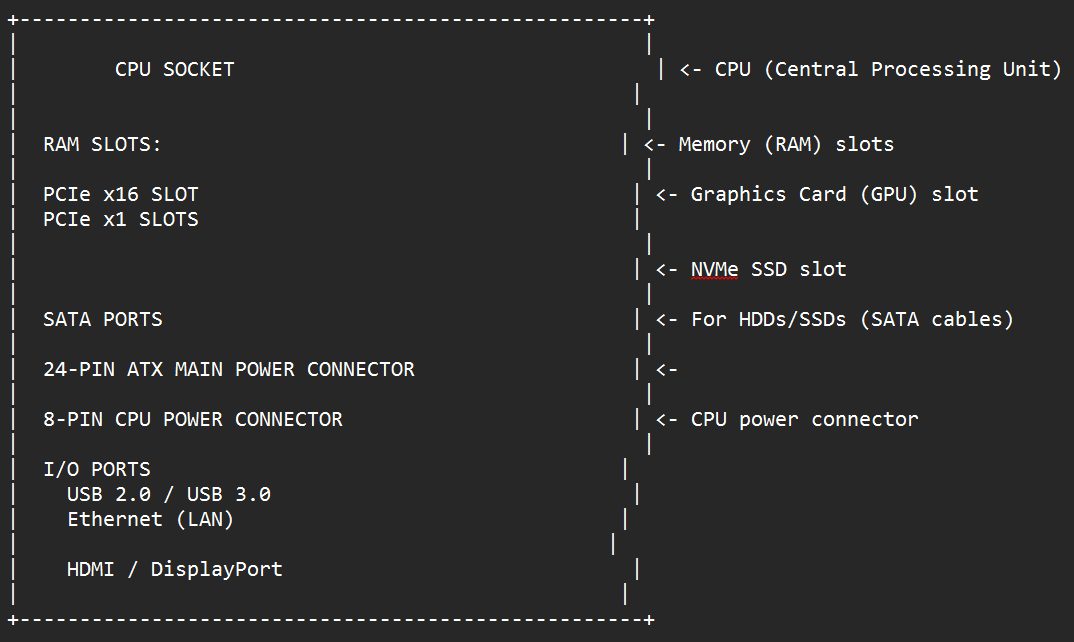 +----------------------------------------------------+
CPU SOCKET | <- CPU (Central Processing Unit)
RAM SLOTS: | <- Memory (RAM) slots
PCIe x16 SLOT | <- Graphics Card (GPU) slot
PCIe x1 SLOTS |
| <- NVMe SSD slot
SATA PORTS | <- For HDDs/SSDs (SATA cables)
24-PIN ATX MAIN POWER CONNECTOR | <-
8-PIN CPU POWER CONNECTOR | <- CPU power connector
I/O PORTS |
USB 2.0 / USB 3.0 |
Ethernet (LAN) |
HDMI / DisplayPort |
+----------------------------------------------------+